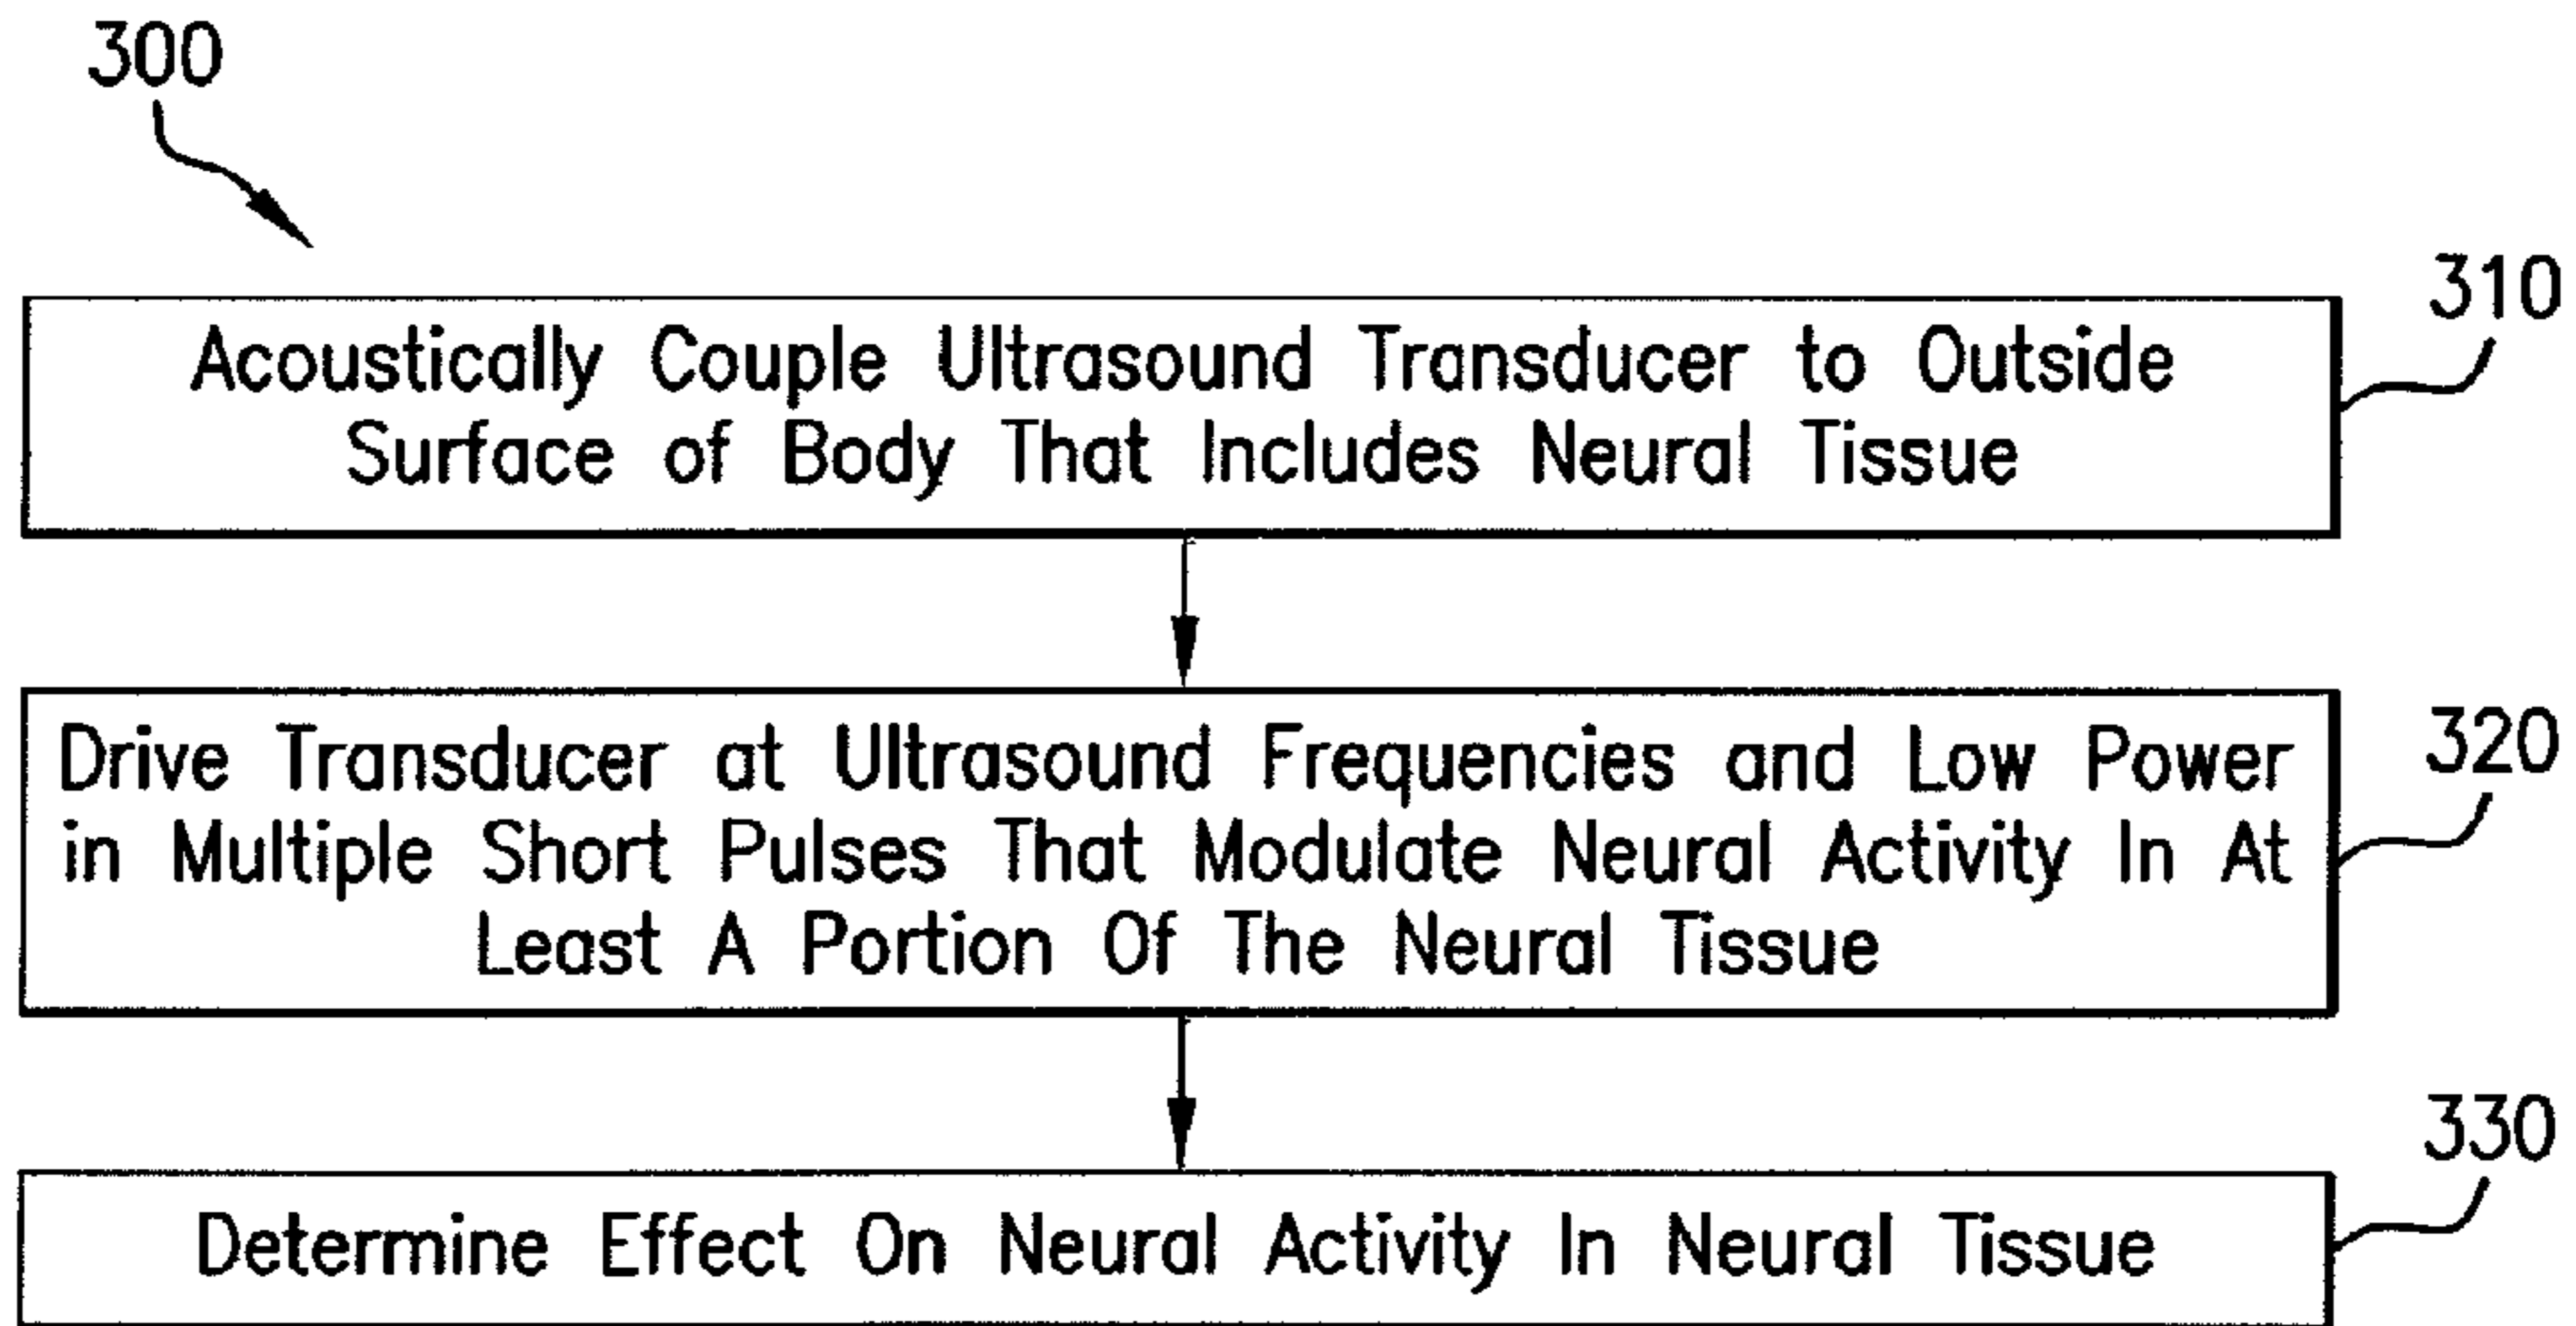 300
310
Acoustically Couple Ultrasound Transducer to Outside
Surface of Body That Includes Neural Tissue
320
Drive Transducer at Ultrasound Frequencies and Low Power
in Multiple Short Pulses That Modulate Neural Activity In At
Least A Portion Of The Neural Tissue
330
Determine Effect On Neural Activity In Neural Tissue